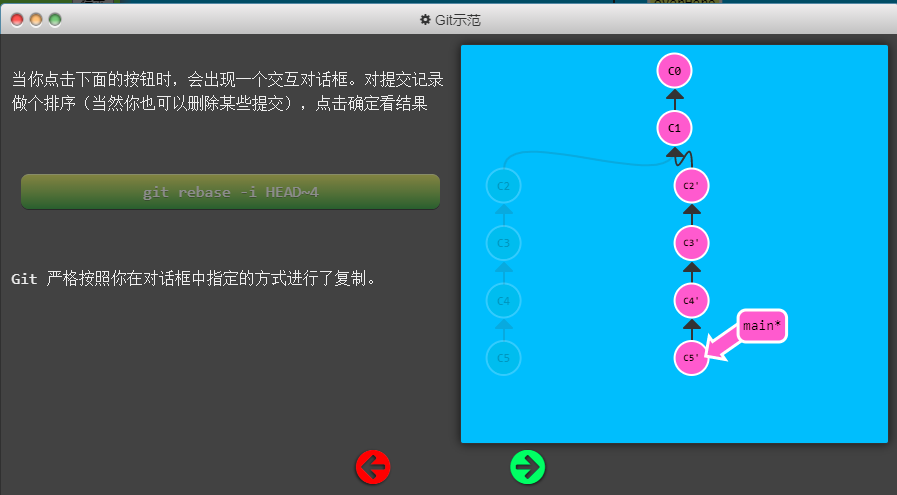 Git示范
当你点击下面的按钮时，会出现一个交互对话框。对提交记录
做个排序（当然你也可以删除某些提交），点击确定看结果
git rebase -i HEAD~4
Git 严格按照你在对话框中指定的方式进行了复制。
C0
C1
C2
C2'
C3
C3'
C4
C4'
main*
C5
C5'